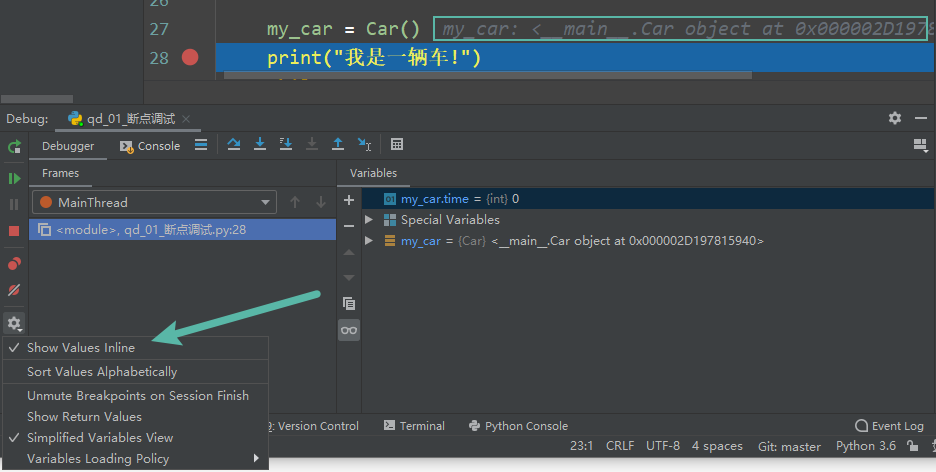 26
27 my_car = Car() my_car: <__main__.Car object at 0x000002D1978
28 print("我是一辆车!")
Debug: qd_01_断点调试
Debugger Console
Frames Variables
MainThread
my_car.time = {int} 0
<module>, qd_01_断点调试.py:28
Special Variables
my_car = {Car} <__main__.Car object at 0x000002D197815940>
Show Values Inline
Sort Values Alphabetically
Unmute Breakpoints on Session Finish
Show Return Values
Simplified Variables View
Variables Loading Policy
: Version Control Terminal Python Console Event Log
23:1 CRLF UTF-8 4 spaces Git: master Python 3.6